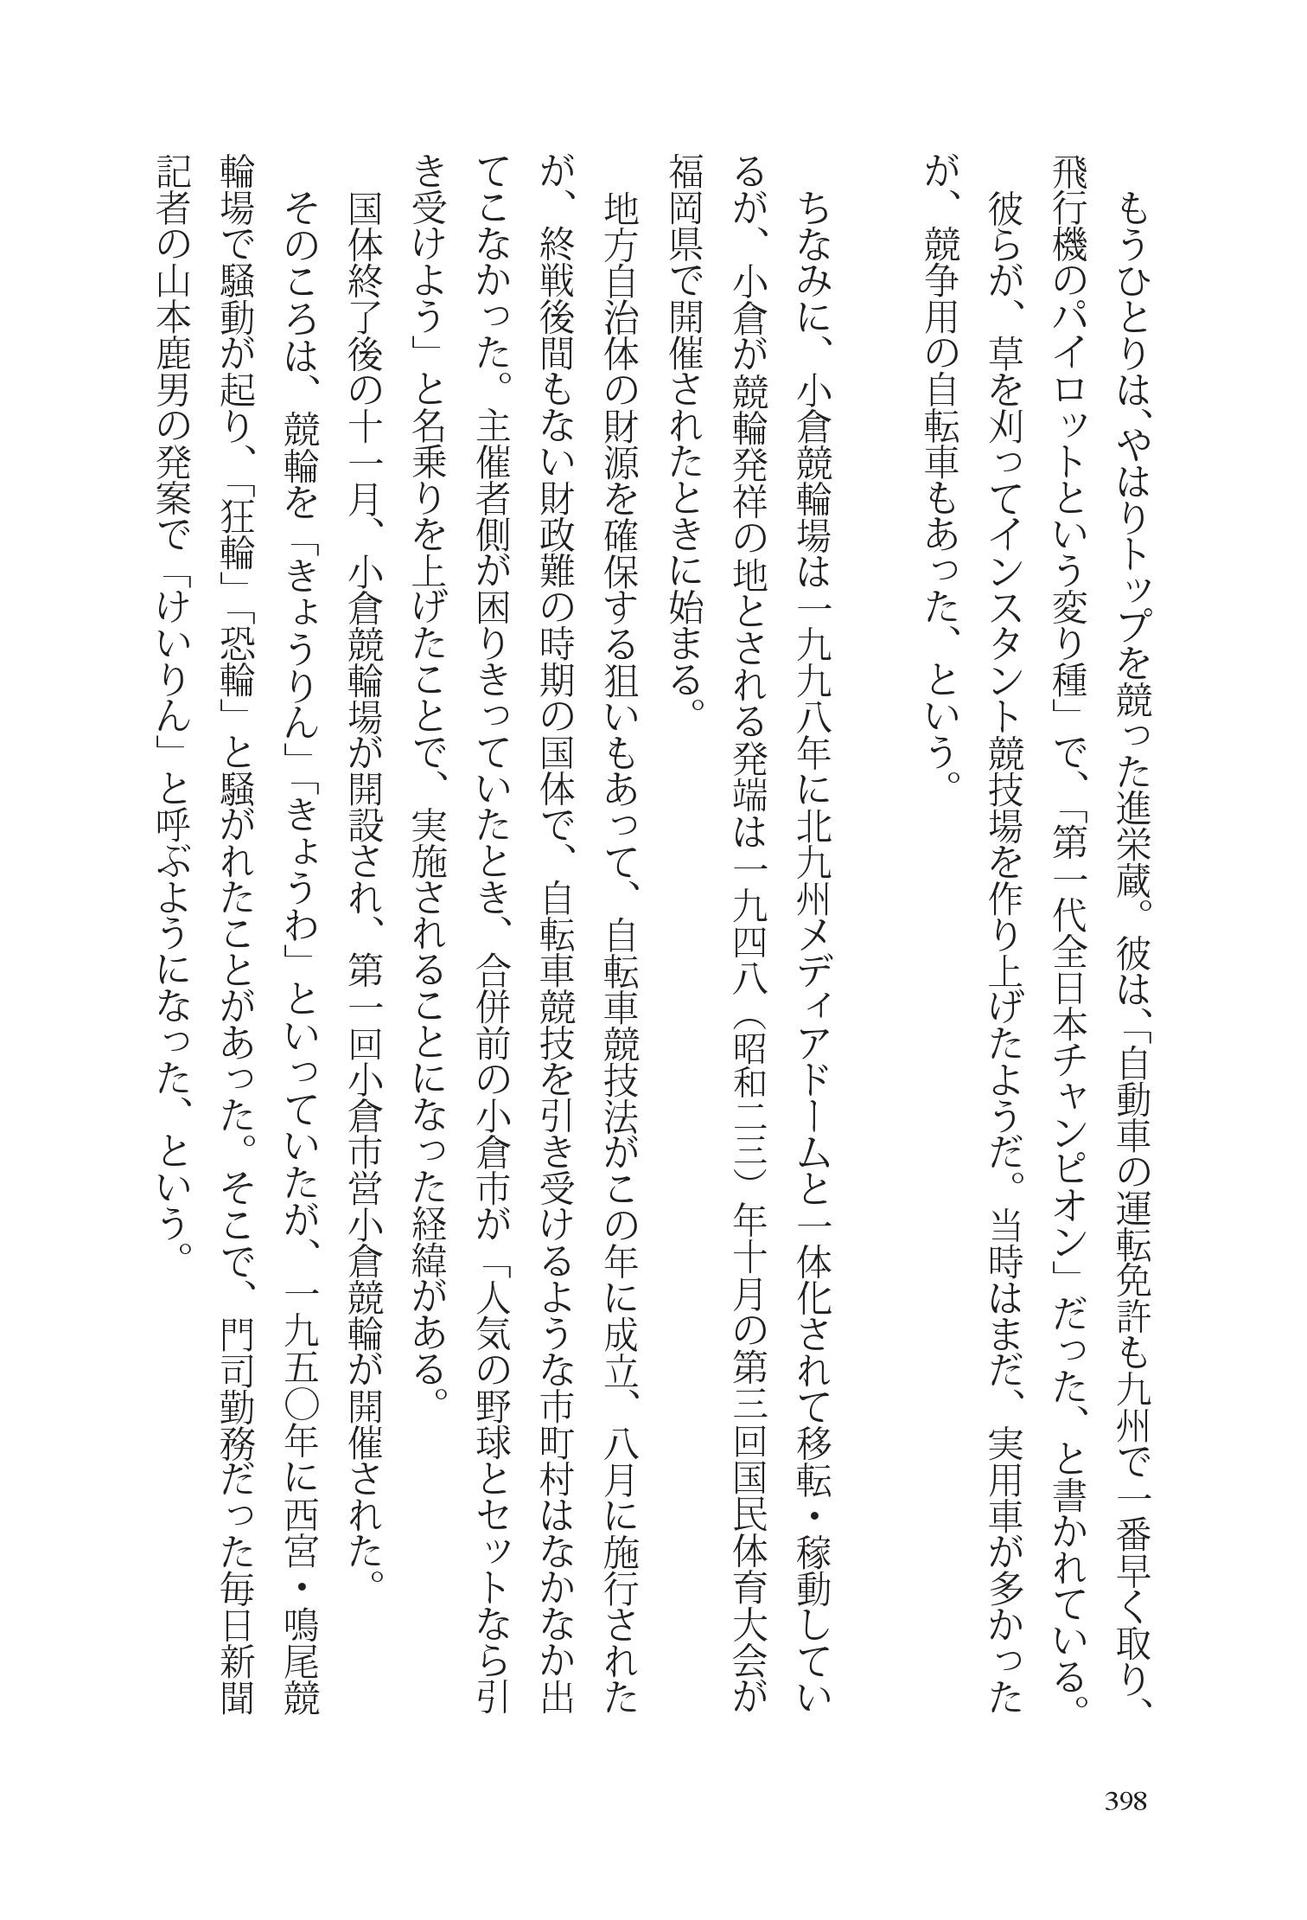 もうひとりは、やはりトップを競った進栄蔵。彼は、「自動車の運転免許も九州で一番早く取り、
飛行機のパイロットという変り種」で、「第一代全日本チャンピオン」だった、と書かれている。
彼らが、草を刈ってインスタント競技場を作り上げたようだ。当時はまだ、実用車が多かった
が、競争用の自転車もあった、という。
ちなみに、小倉競輪場は一九九八年に北九州メディアドームと一体化されて移転・稼動してい
るが、小倉が競輪発祥の地とされる発端は一九四八（昭和二三）年十月の第三回国民体育大会が
福岡県で開催されたときに始まる。
地方自治体の財源を確保する狙いもあって、自転車競技法がこの年に成立、八月に施行された
が、終戦後間もない財政難の時期の国体で、自転車競技を引き受けるような市町村はなかなか出
てこなかった。主催者側が困りきっていたとき、合併前の小倉市が「人気の野球とセットなら引
き受けよう」と名乗りを上げたことで、実施されることになった経緯がある。
国体終了後の十一月、小倉競輪場が開設され、第一回小倉市営小倉競輪が開催された。
そのころは、競輪を「きょうりん」「きょうわ」といっていたが、一九五〇年に西宮・鳴尾競
輪場で騒動が起り、「狂輪」「恐輪」と騒がれたことがあった。そこで、門司勤務だった毎日新聞
記者の山本鹿男の発案で「けいりん」と呼ぶようになった、という。
398